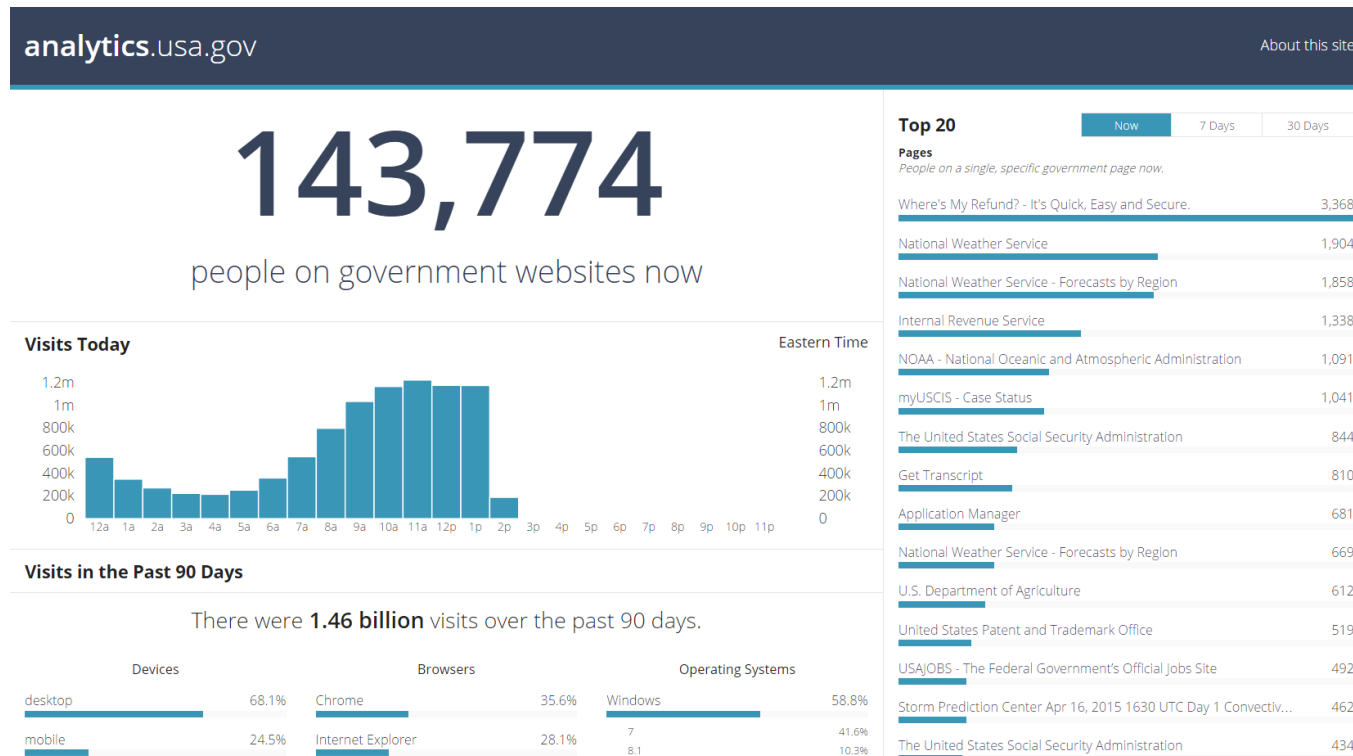 analytics.usa.gov
About this site
143,774
people on government websites now
Visits Today
Eastern Time
1.2m
1m
800k
600k
400k
200k
0
1.2m
1m
800k
600k
400k
200k
0
12a 1a 2a 3a 4a 5a 6a 7a 8a 9a 10a 11a 12p 1p 2p 3p 4p 5p 6p 7p 8p 9p 10p 11p
Visits in the Past 90 Days
There were 1.46 billion visits over the past 90 days.
Devices
desktop 68.1%
mobile 24.5%
Browsers
Chrome 35.6%
Internet Explorer 28.1%
Operating Systems
Windows 58.8%
7 41.6%
8.1 10.3%
Top 20
Now 7 Days 30 Days
Pages
People on a single, specific government page now.
Where's My Refund? - It's Quick, Easy and Secure. 3,368
National Weather Service 1,904
National Weather Service - Forecasts by Region 1,858
Internal Revenue Service 1,338
NOAA - National Oceanic and Atmospheric Administration 1,091
myUSCIS - Case Status 1,041
The United States Social Security Administration 844
Get Transcript 810
Application Manager 681
National Weather Service - Forecasts by Region 669
U.S. Department of Agriculture 612
United States Patent and Trademark Office 519
USAJOBS - The Federal Government's Official Jobs Site 492
Storm Prediction Center Apr 16, 2015 1630 UTC Day 1 Convectiv... 462
The United States Social Security Administration 434